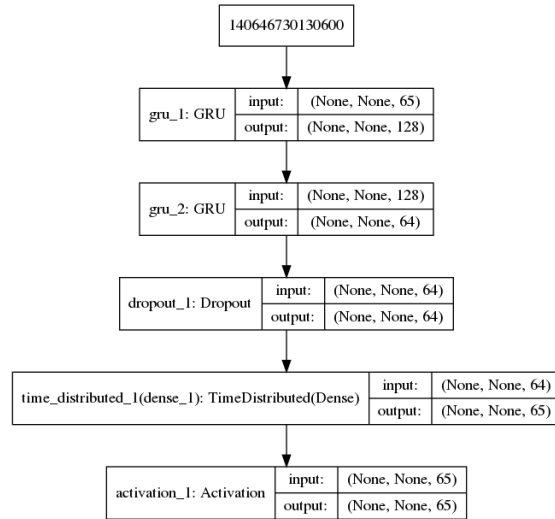 140646730130600
gru_1: GRU
input: (None, None, 65)
output: (None, None, 128)
gru_2: GRU
input: (None, None, 128)
output: (None, None, 64)
dropout_1: Dropout
input: (None, None, 64)
output: (None, None, 64)
time_distributed_1(dense_1): TimeDistributed(Dense)
input: (None, None, 64)
output: (None, None, 65)
activation_1: Activation
input: (None, None, 65)
output: (None, None, 65)